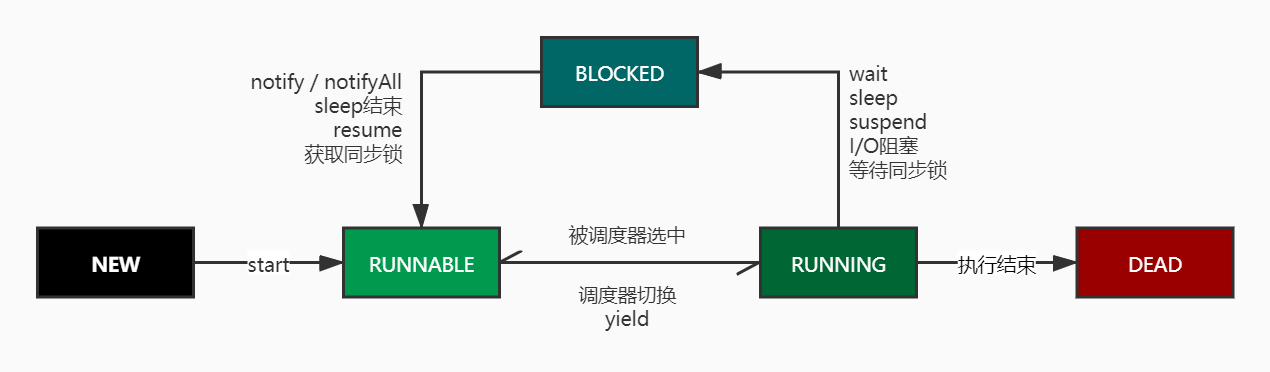 BLOCKED
notify / notifyAll
sleep结束
resume
获取同步锁
wait
sleep
suspend
I/O阻塞
等待同步锁
NEW
start
RUNNABLE
被调度器选中
调度器切换
yield
RUNNING
执行结束
DEAD